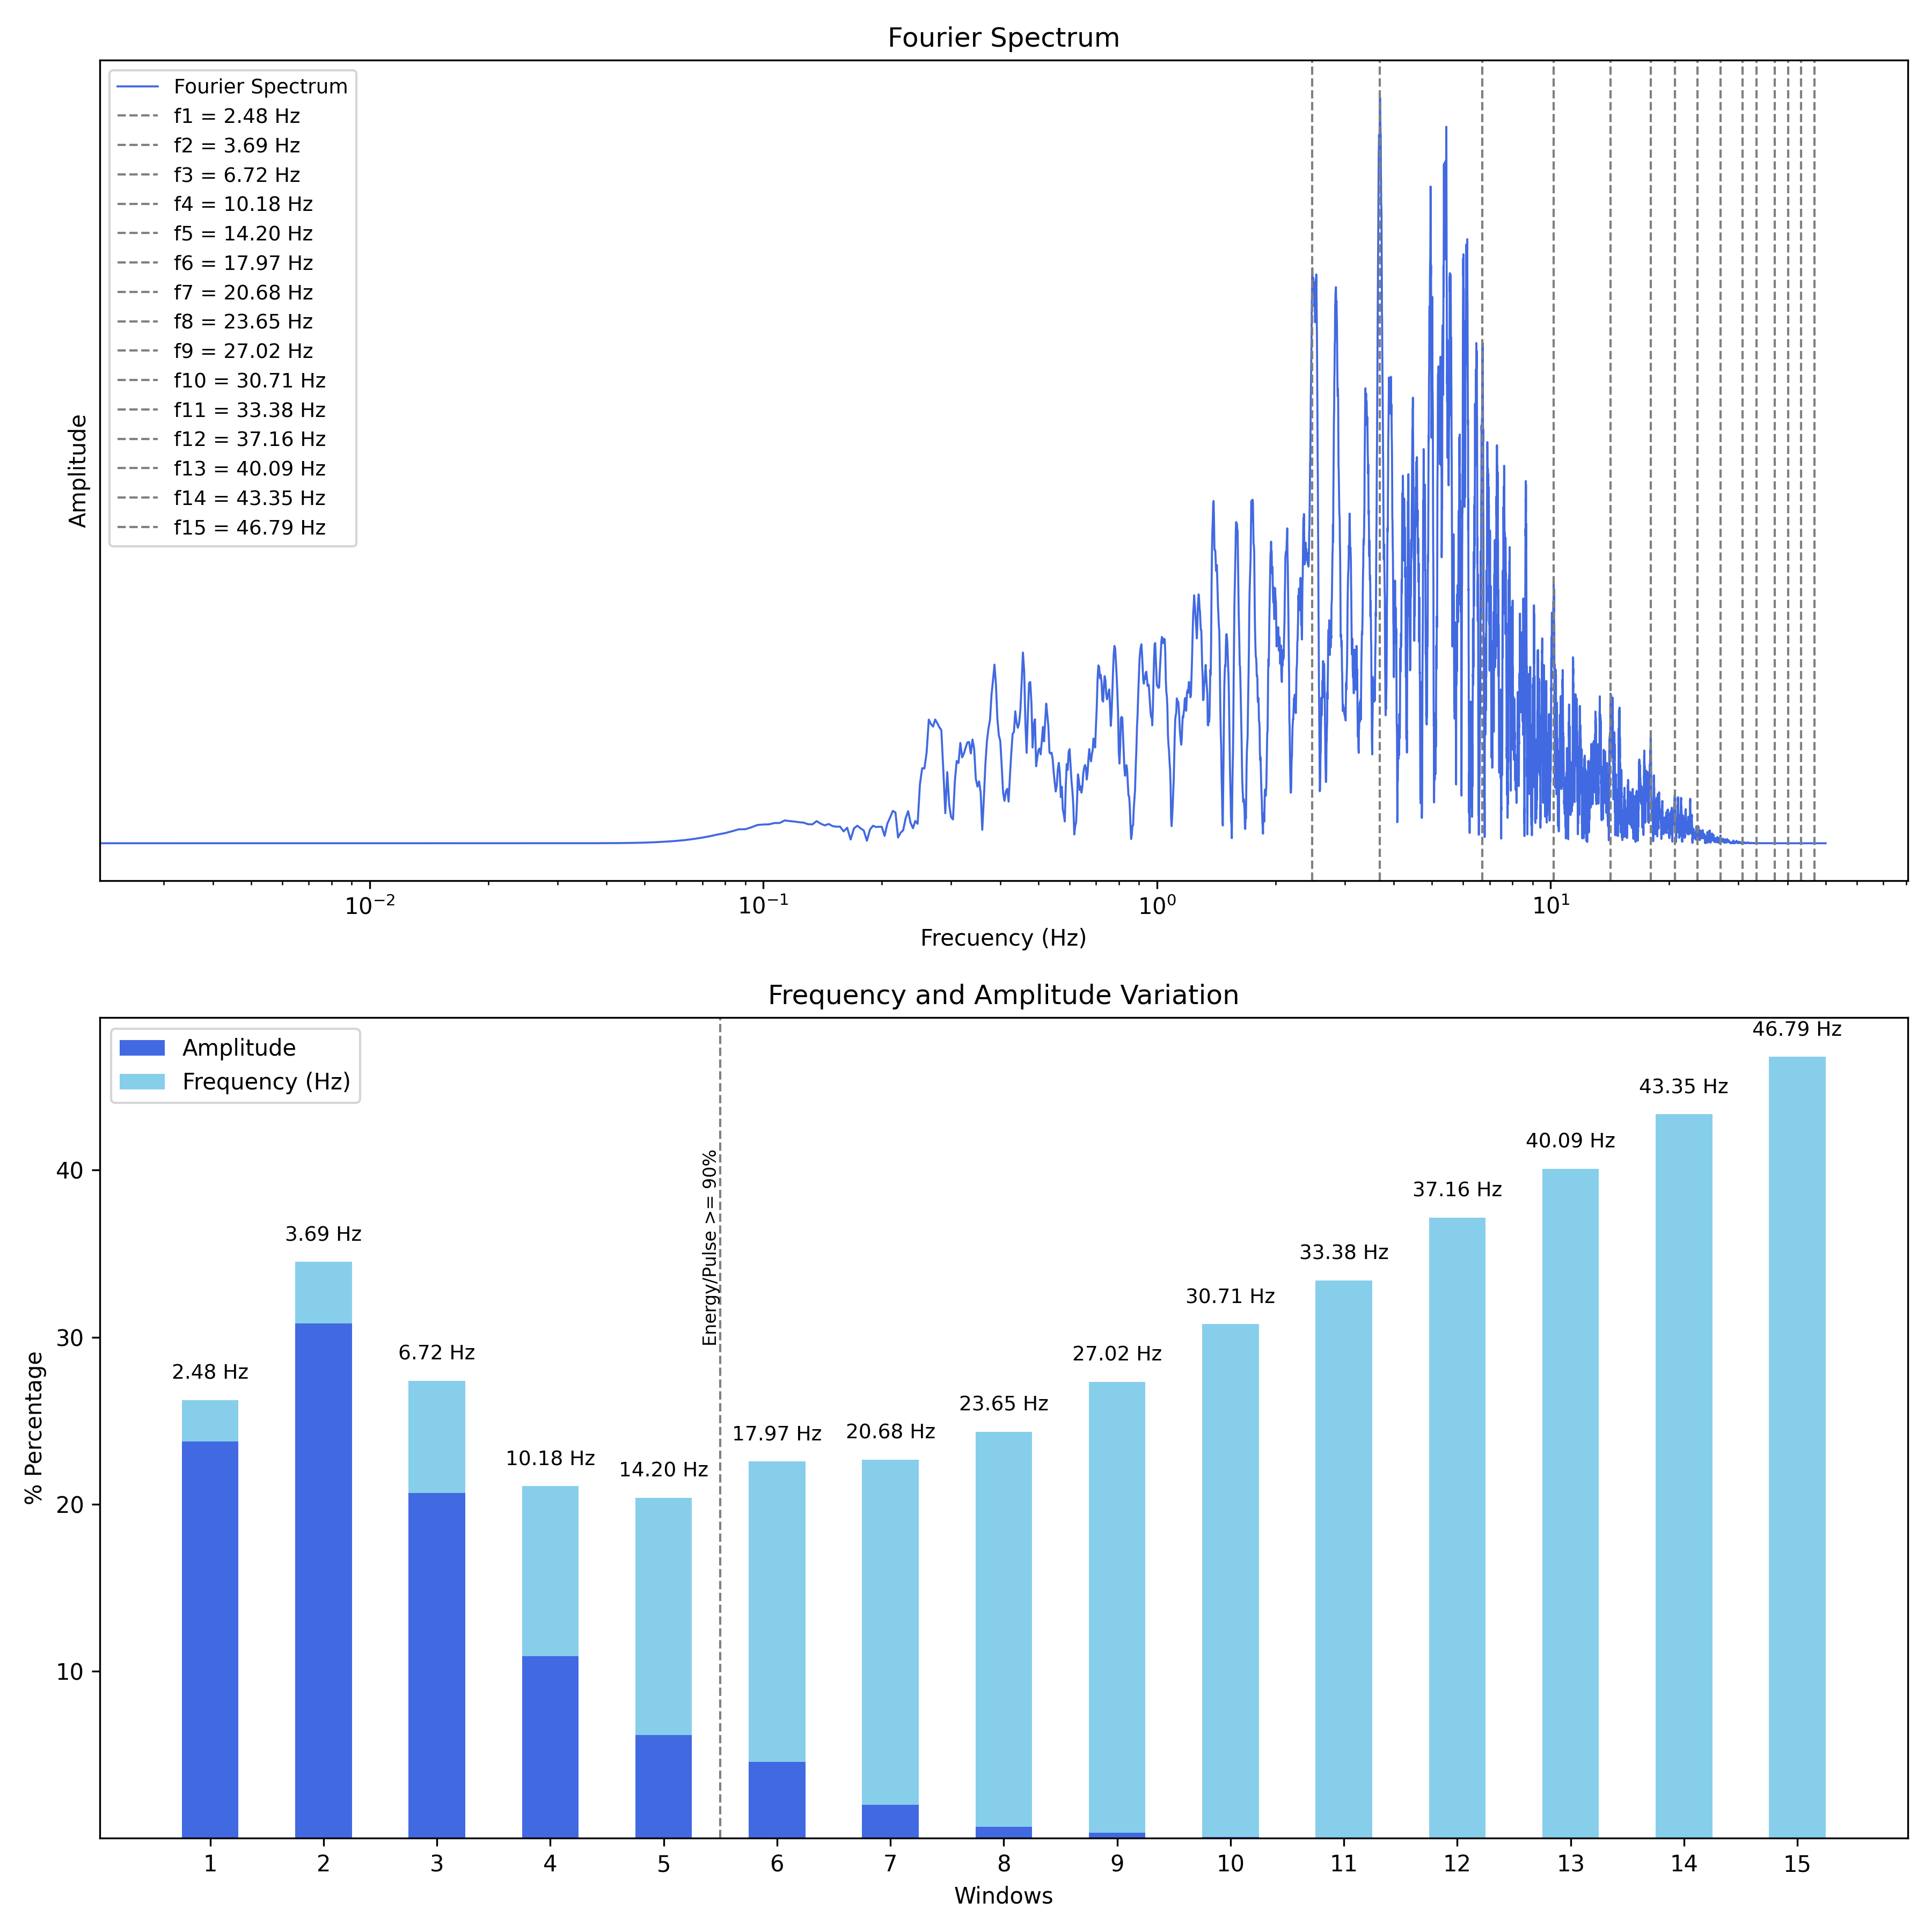 Fourier Spectrum
Fourier Spectrum
f1 = 2.48 Hz
f2 = 3.69 Hz
f3 = 6.72 Hz
f4 = 10.18 Hz
f5 = 14.20 Hz
f6 = 17.97 Hz
f7 = 20.68 Hz
f8 = 23.65 Hz
f9 = 27.02 Hz
f10 = 30.71 Hz
f11 = 33.38 Hz
f12 = 37.16 Hz
f13 = 40.09 Hz
f14 = 43.35 Hz
f15 = 46.79 Hz
Amplitude
10⁻² 10⁻¹ 10⁰ 10¹
Frecuency (Hz)
Frequency and Amplitude Variation
Amplitude
Frequency (Hz)
% Percentage
40
30
20
10
Energy/Pulse >= 90%
2.48 Hz
3.69 Hz
6.72 Hz
10.18 Hz
14.20 Hz
17.97 Hz
20.68 Hz
23.65 Hz
27.02 Hz
30.71 Hz
33.38 Hz
37.16 Hz
40.09 Hz
43.35 Hz
46.79 Hz
1 2 3 4 5 6 7 8 9 10 11 12 13 14 15
Windows